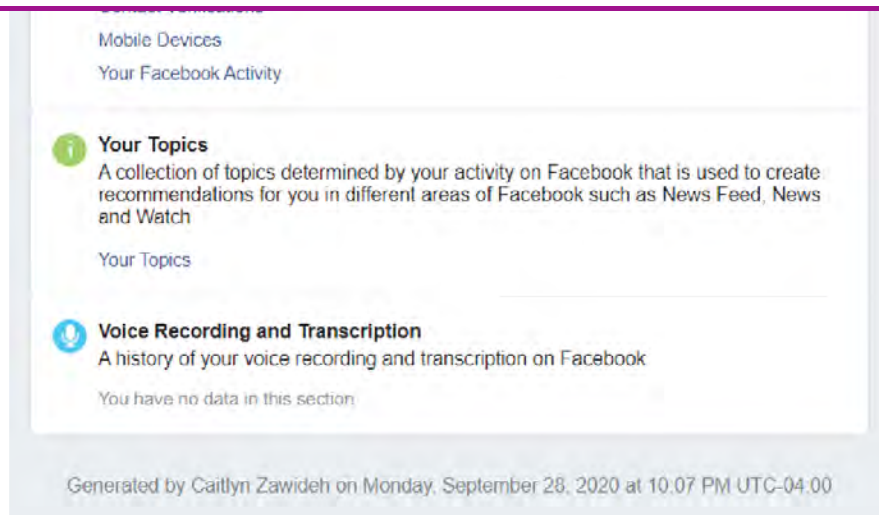 Mobile Devices
Your Facebook Activity
Your Topics
A collection of topics determined by your activity on Facebook that is used to create
recommendations for you in different areas of Facebook such as News Feed, News
and Watch
Your Topics
Voice Recording and Transcription
A history of your voice recording and transcription on Facebook
You have no data in this section
Generated by Caitlyn Zawideh on Monday, September 28, 2020 at 10:07 PM UTC-04:00